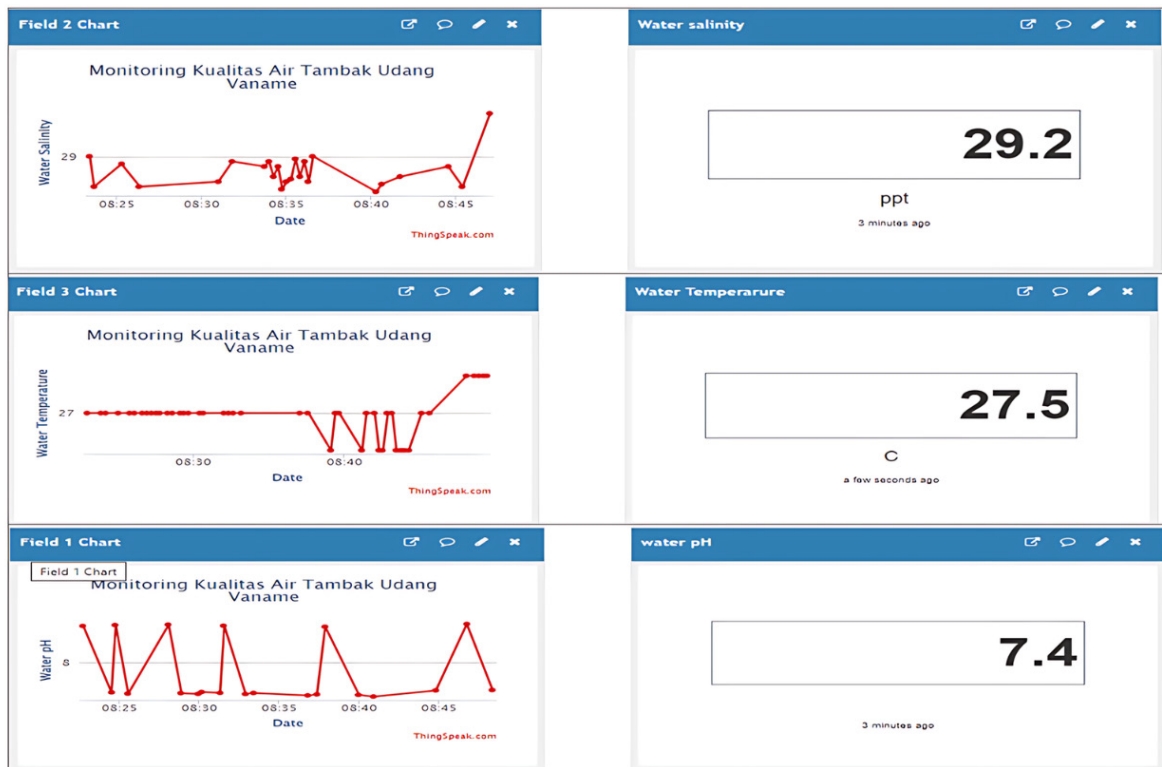 Field 2 Chart
Monitoring Kualitas Air Tambak Udang
Vaname
Water Salinity
29
08:25 08:30 08:35 08:40 08:45
Date
ThingSpeak.com
Water salinity
29.2
ppt
3 minutes ago
Field 3 Chart
Monitoring Kualitas Air Tambak Udang
Vaname
Water Temperature
27
08:30 08:40
Date
ThingSpeak.com
Water Temperarure
27.5
C
a few seconds ago
Field 1 Chart
Field 1 Chart
Monitoring Kualitas Air Tambak Udang
Vaname
Water pH
8
08:25 08:30 08:35 08:40 08:45
Date
ThingSpeak.com
water pH
7.4
3 minutes ago